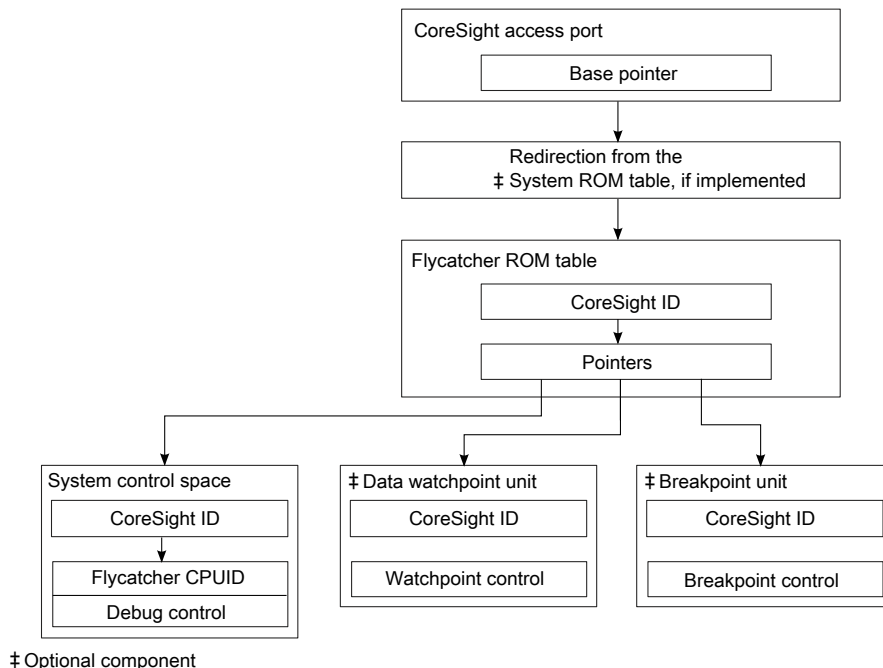 CoreSight access port
Base pointer
Redirection from the
‡ System ROM table, if implemented
Flycatcher ROM table
CoreSight ID
Pointers
System control space
CoreSight ID
Flycatcher CPUID
Debug control
‡ Data watchpoint unit
CoreSight ID
Watchpoint control
‡ Breakpoint unit
CoreSight ID
Breakpoint control
‡ Optional component